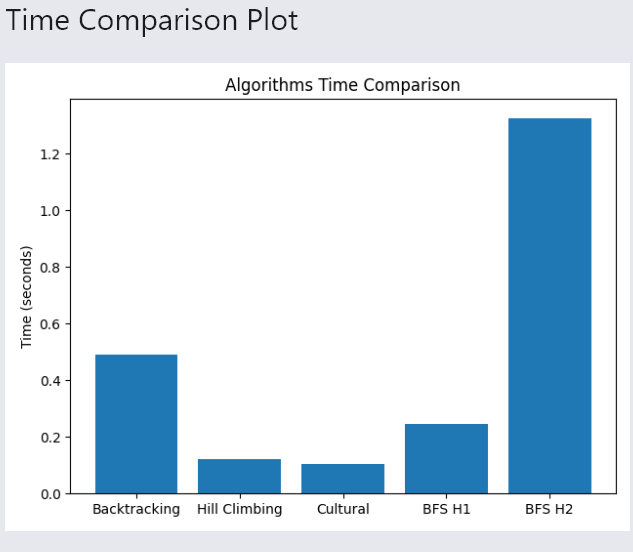 Time Comparison Plot
Algorithms Time Comparison
Time (seconds)
1.2
1.0
0.8
0.6
0.4
0.2
0.0
Backtracking Hill Climbing Cultural BFS H1 BFS H2